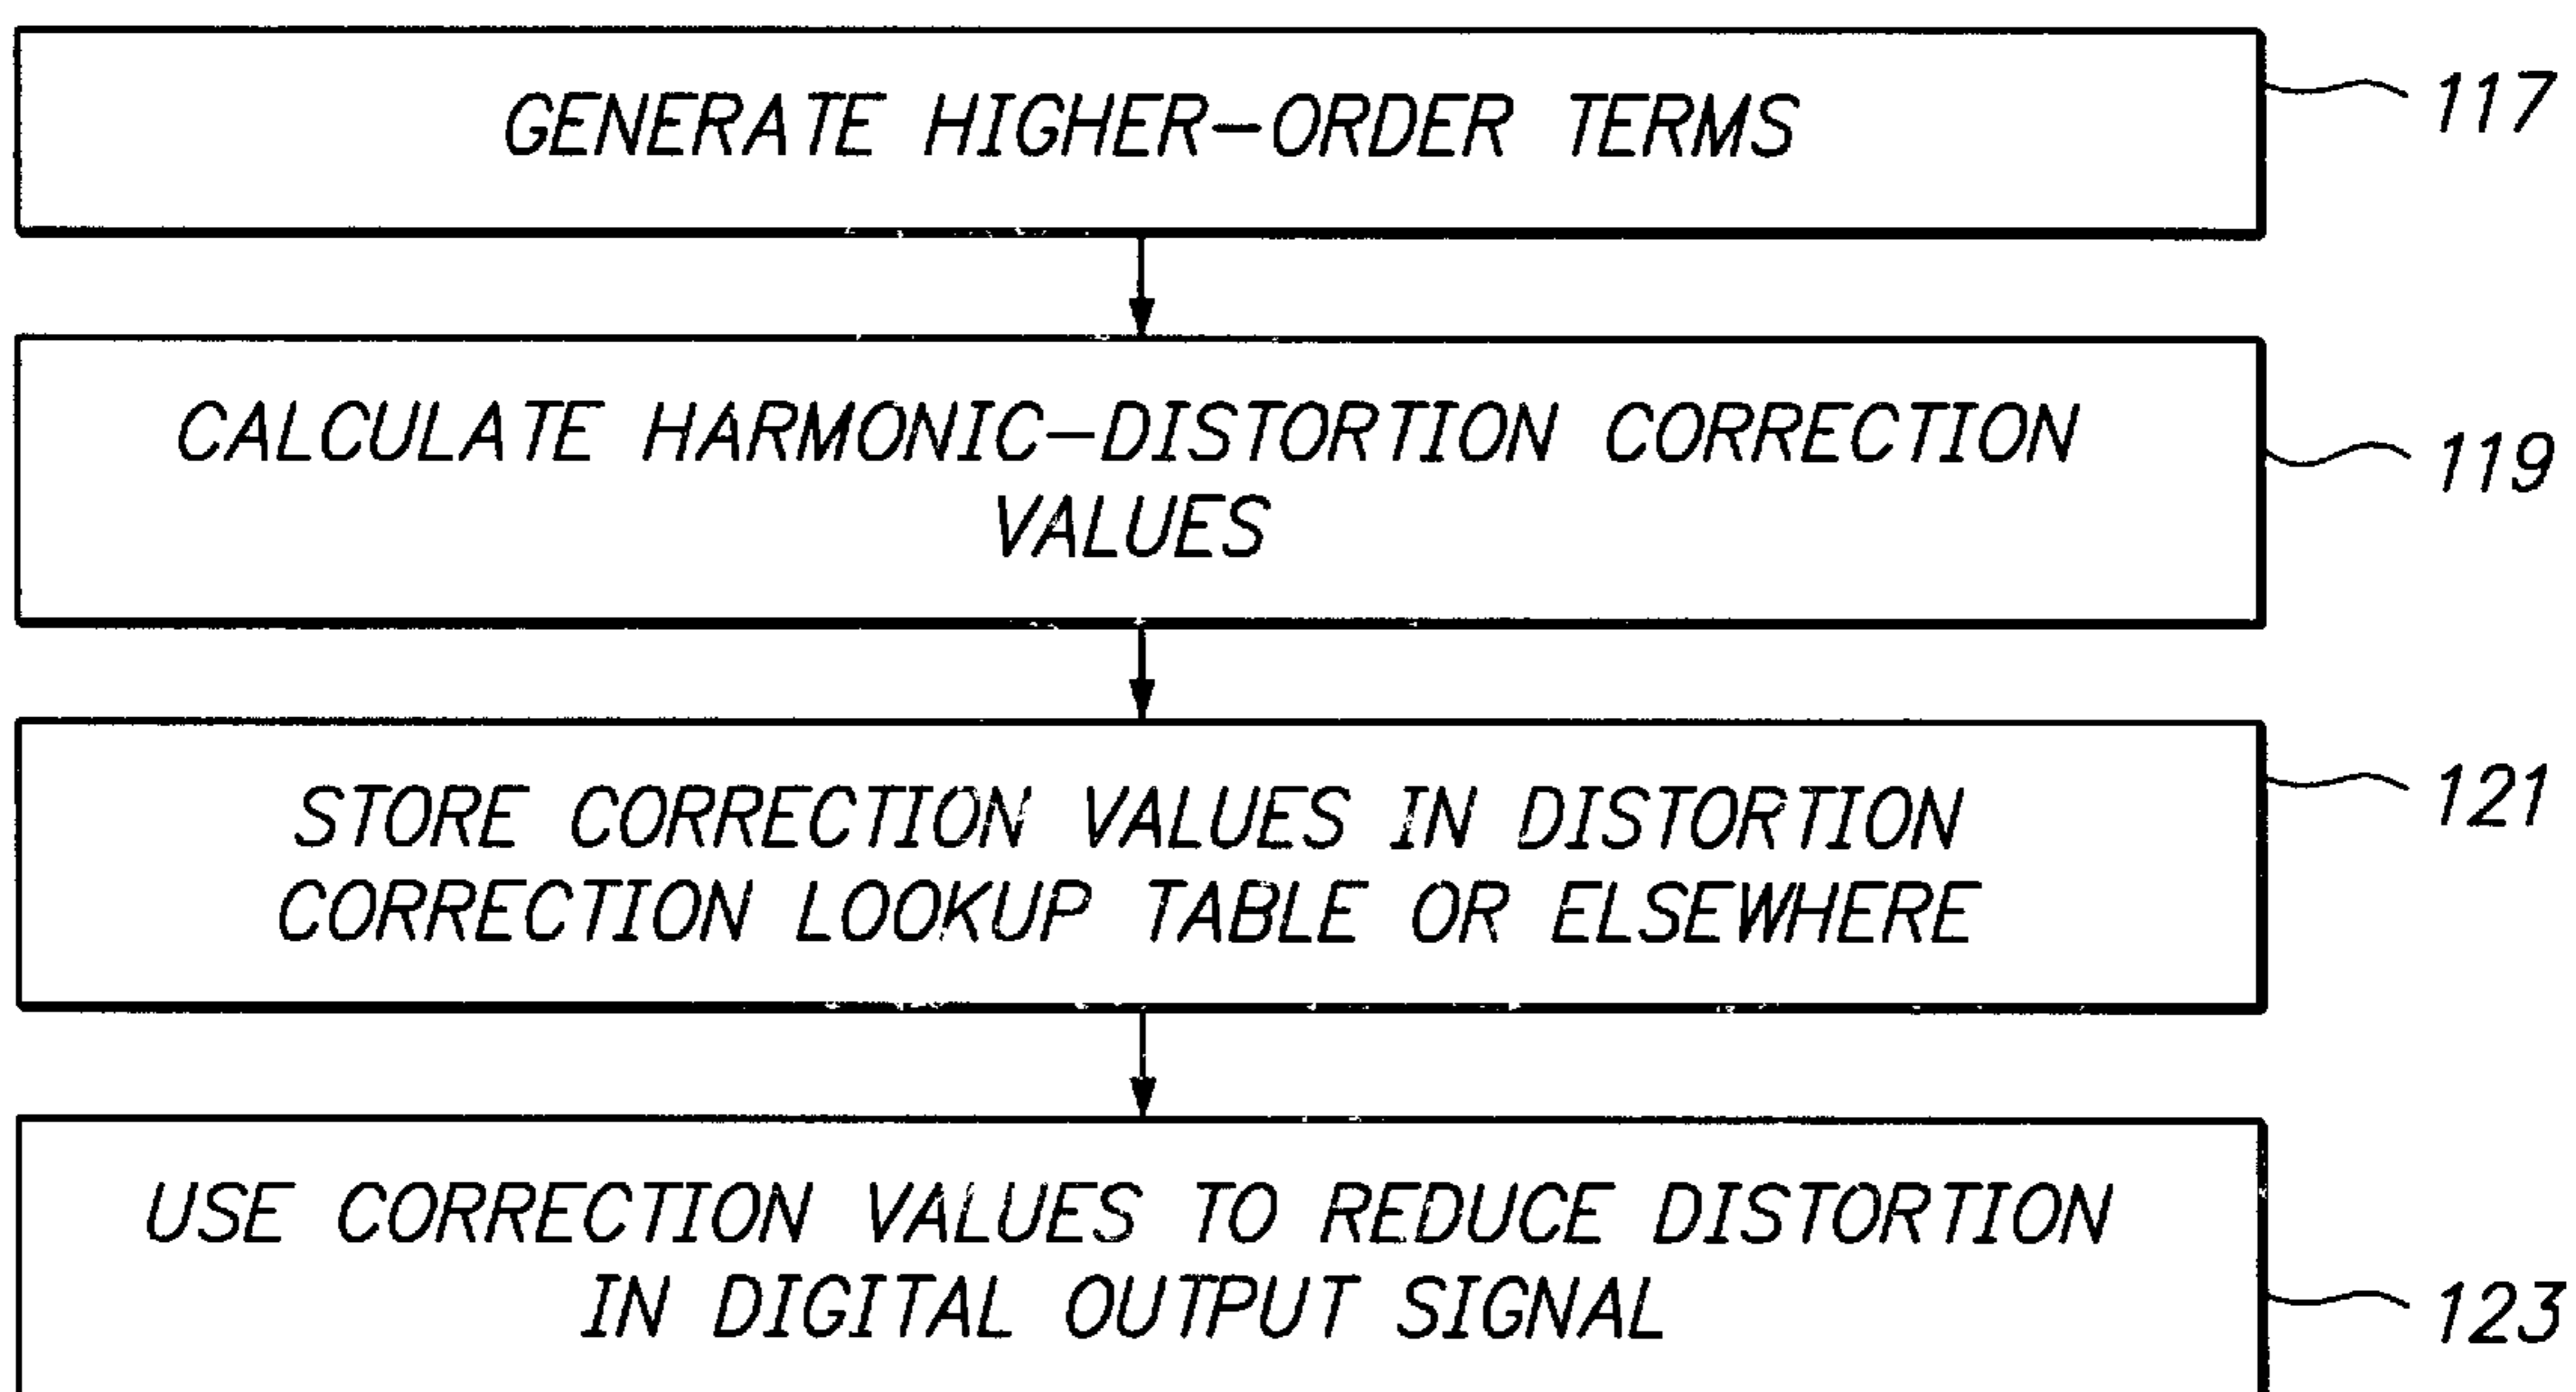 GENERATE HIGHER-ORDER TERMS
117
CALCULATE HARMONIC-DISTORTION CORRECTION
VALUES
119
STORE CORRECTION VALUES IN DISTORTION
CORRECTION LOOKUP TABLE OR ELSEWHERE
121
USE CORRECTION VALUES TO REDUCE DISTORTION
IN DIGITAL OUTPUT SIGNAL
123